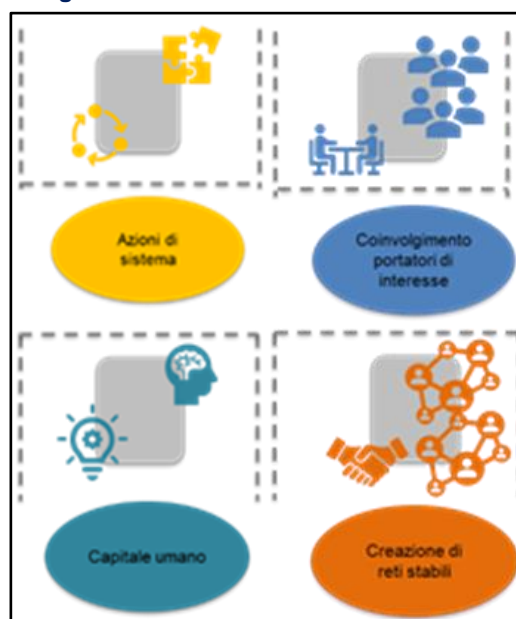 Azioni di
sistema
Coinvolgimento
portatori di
interesse
Capitale umano
Creazione di
reti stabili